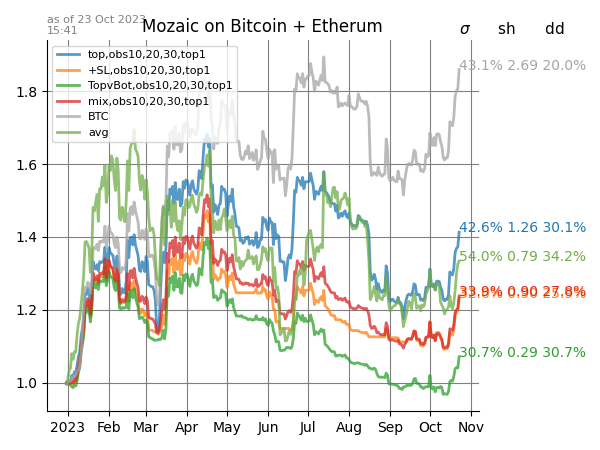 as of 23 Oct 2023
15:41
Mozaic on Bitcoin + Etherum
σ sh dd
top,obs10,20,30,top1
+SL,obs10,20,30,top1
TopvBot,obs10,20,30,top1
mix,obs10,20,30,top1
BTC
avg
43.1% 2.69 20.0%
42.6% 1.26 30.1%
54.0% 0.79 34.2%
33.9% 0.90 27.8%
30.7% 0.29 30.7%
1.8
1.6
1.4
1.2
1.0
2023 Feb Mar Apr May Jun Jul Aug Sep Oct Nov